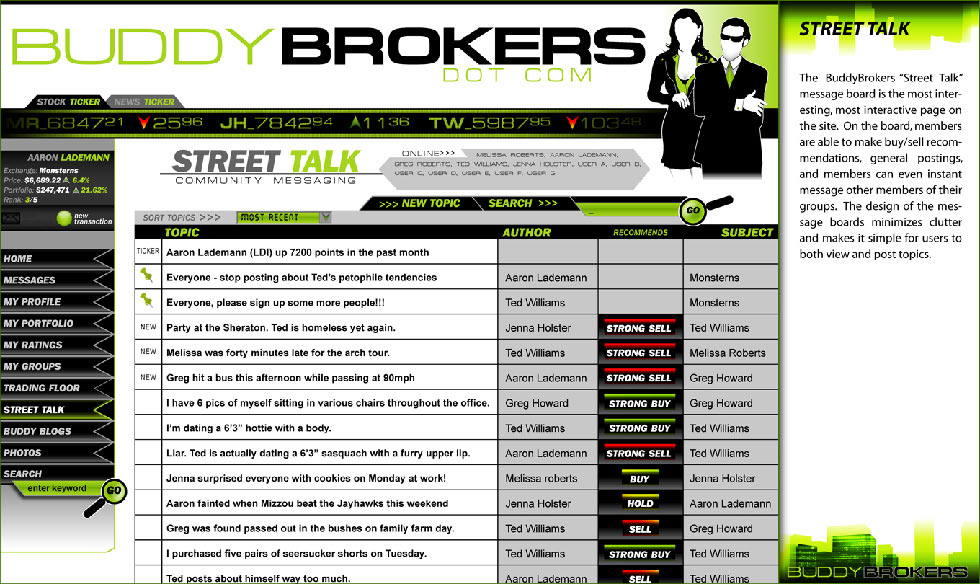 BUDDYBROKERS
DOT COM
STOCK TICKER NEWS TICKER
MR_684721 2596 JH_784294 1136 TW_598795 10348
AARON LADEMANN
Exchange: Monsterns
Price: $6,689.22 6.4%
Portfolio: $247,471 21.62%
Rank: 3/5
new
transaction
HOME
MESSAGES
MY PROFILE
MY PORTFOLIO
MY RATINGS
MY GROUPS
TRADING FLOOR
STREET TALK
BUDDY BLOGS
PHOTOS
SEARCH
enter keyword GO
STREET TALK
COMMUNITY MESSAGING
ONLINE>>> MELISSA ROBERTS, AARON LADEMANN,
GREG ROBERTS, TED WILLIAMS, JENNA HOLSTER, USER A, USER B,
USER C, USER D, USER E, USER F, USER G
>>> NEW TOPIC SEARCH >>> _ GO
SORT TOPICS >>> MOST RECENT
TOPIC AUTHOR RECOMMENDS SUBJECT
TICKER Aaron Lademann (LDI) up 7200 points in the past month
Everyone - stop posting about Ted's petophile tendencies Aaron Lademann Monsterns
Everyone, please sign up some more people!!! Ted Williams Monsterns
NEW Party at the Sheraton. Ted is homeless yet again. Jenna Holster STRONG SELL Ted Williams
NEW Melissa was forty minutes late for the arch tour. Ted Williams STRONG SELL Melissa Roberts
NEW Greg hit a bus this afternoon while passing at 90mph Aaron Lademann STRONG SELL Greg Howard
I have 6 pics of myself sitting in various chairs throughout the office. Greg Howard STRONG BUY Greg Howard
I'm dating a 6'3" hottie with a body. Ted Williams STRONG BUY Ted Williams
Liar. Ted is actually dating a 6'3" sasquach with a furry upper lip. Aaron Lademann STRONG SELL Ted Williams
Jenna surprised everyone with cookies on Monday at work! Melissa roberts BUY Jenna Holster
Aaron fainted when Mizzou beat the Jayhawks this weekend Jenna Holster HOLD Aaron Lademann
Greg was found passed out in the bushes on family farm day. Ted Williams SELL Greg Howard
I purchased five pairs of seersucker shorts on Tuesday. Ted Williams STRONG BUY Ted Williams
Ted posts about himself way too much. Aaron Lademann SELL Ted Williams
STREET TALK
The BuddyBrokers “Street Talk”
message board is the most inter-
esting, most interactive page on
the site. On the board, members
are able to make buy/sell recom-
mendations, general postings,
and members can even instant
message other members of their
groups. The design of the mes-
sage boards minimizes clutter
and makes it simple for users to
both view and post topics.
BUDDYBROKERS